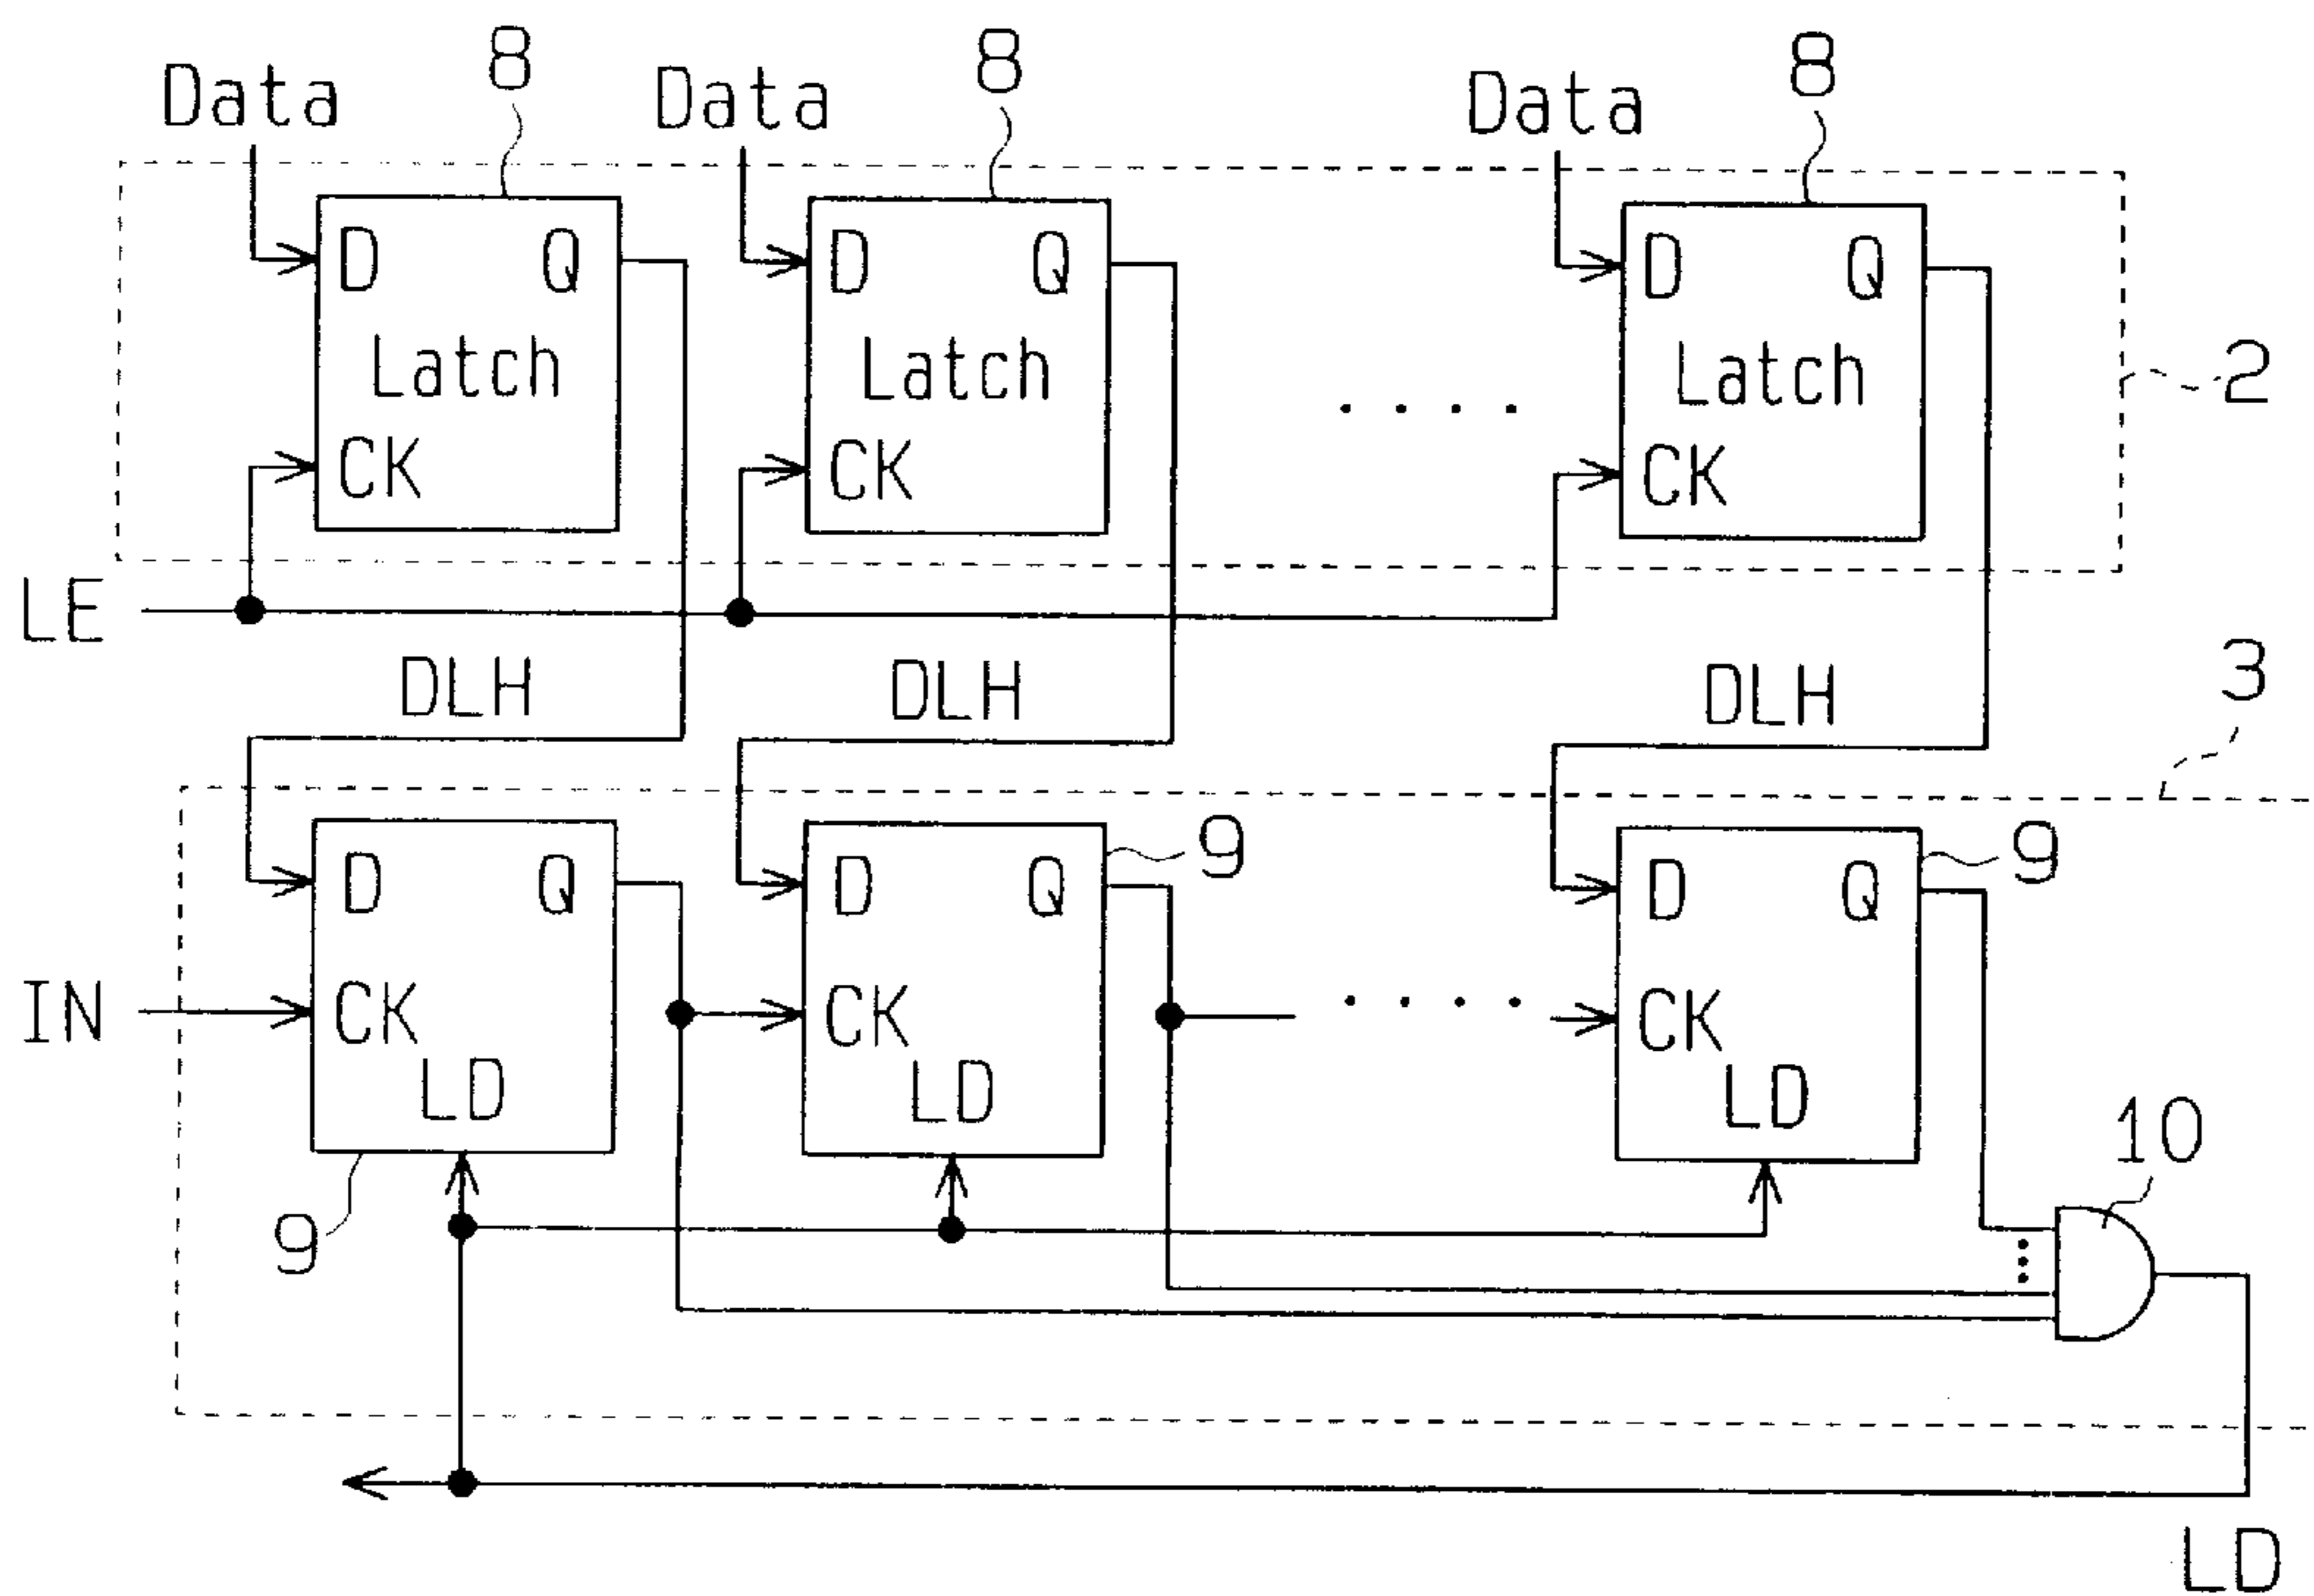 8 8 8
Data Data Data
D Q D Q D Q
Latch Latch Latch
2
CK CK CK
LE
DLH DLH DLH
3
9 9
D Q D Q D Q
IN
CK CK CK
LD LD LD
10
9
LD